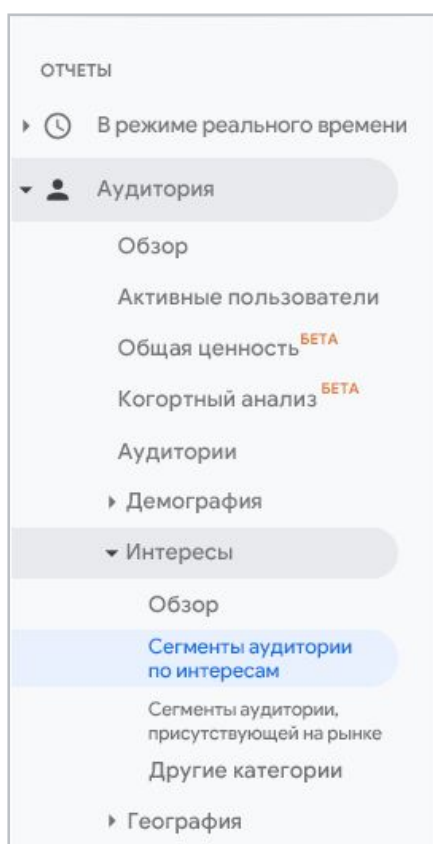 ОТЧЕТЫ
В режиме реального времени
Аудитория
Обзор
Активные пользователи
Общая ценность БЕТА
Когортный анализ БЕТА
Аудитории
Демография
Интересы
Обзор
Сегменты аудитории
по интересам
Сегменты аудитории,
присутствующей на рынке
Другие категории
География